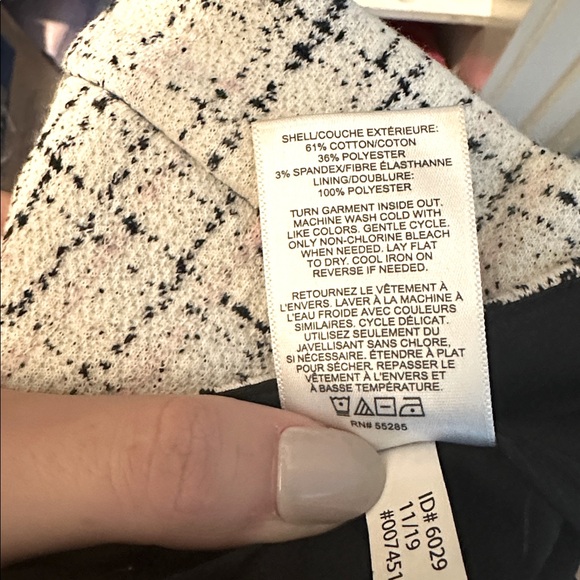 SHELL/COUCHE EXTÉRIEURE:
61% COTTON/COTON
36% POLYESTER
3% SPANDEX/FIBRE ÉLASTHANNE
LINING/DOUBLURE:
100% POLYESTER
TURN GARMENT INSIDE OUT.
MACHINE WASH COLD WITH
LIKE COLORS. GENTLE CYCLE.
ONLY NON-CHLORINE BLEACH
WHEN NEEDED. LAY FLAT
TO DRY. COOL IRON ON
REVERSE IF NEEDED.
RETOURNEZ LE VÊTEMENT À
L'ENVERS. LAVER À LA MACHINE À
L'EAU FROIDE AVEC COULEURS
SIMILAIRES. CYCLE DÉLICAT.
UTILISEZ SEULEMENT DU
JAVELLISANT SANS CHLORE,
SI NÉCESSAIRE. ÉTENDRE À PLAT
POUR SÉCHER. REPASSER LE
VÊTEMENT À L'ENVERS ET
À BASSE TEMPÉRATURE.
RN# 55285
ID# 6029
11/19
#007451